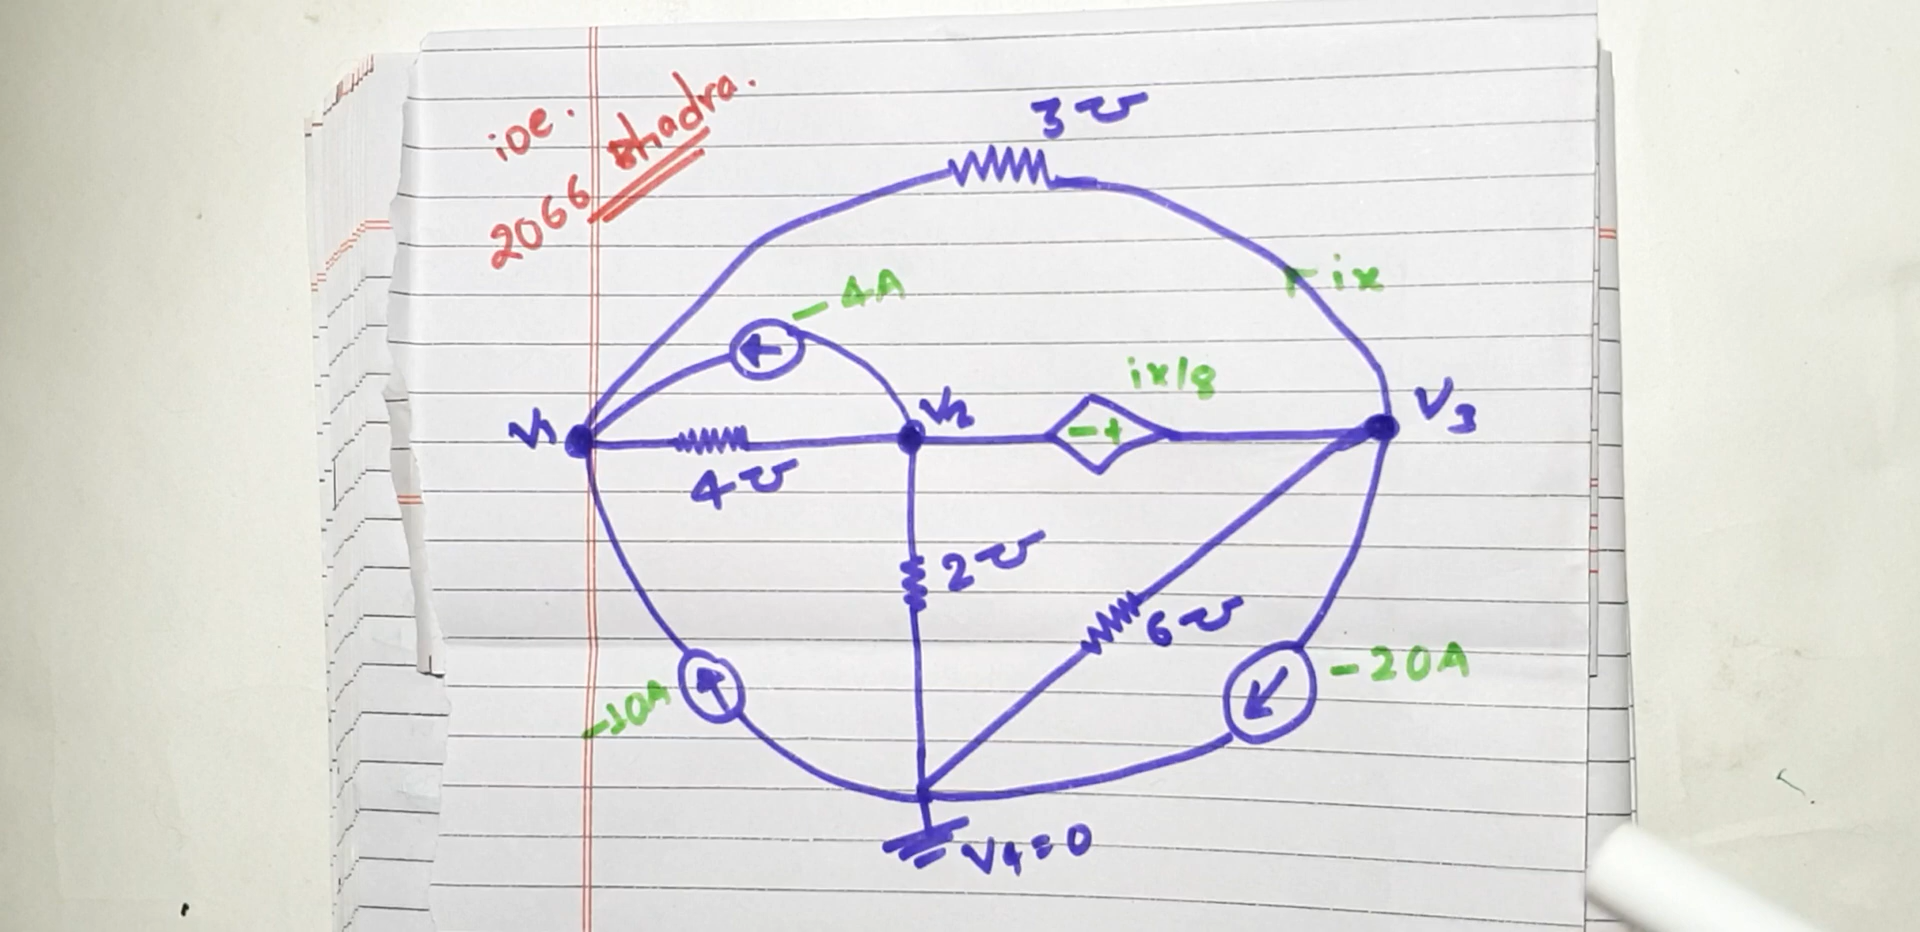 ioe.
2066 Bhadra.
3℧
ix
-4A
ix/8
V1
V2
V3
4℧
- +
2℧
6℧
-10A
-20A
V4=0